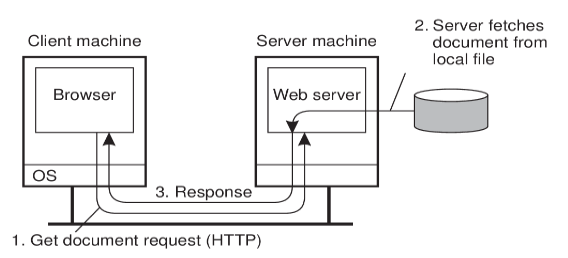 Client machine
Server machine
2. Server fetches
document from
local file
Browser
Web server
OS
3. Response
1. Get document request (HTTP)